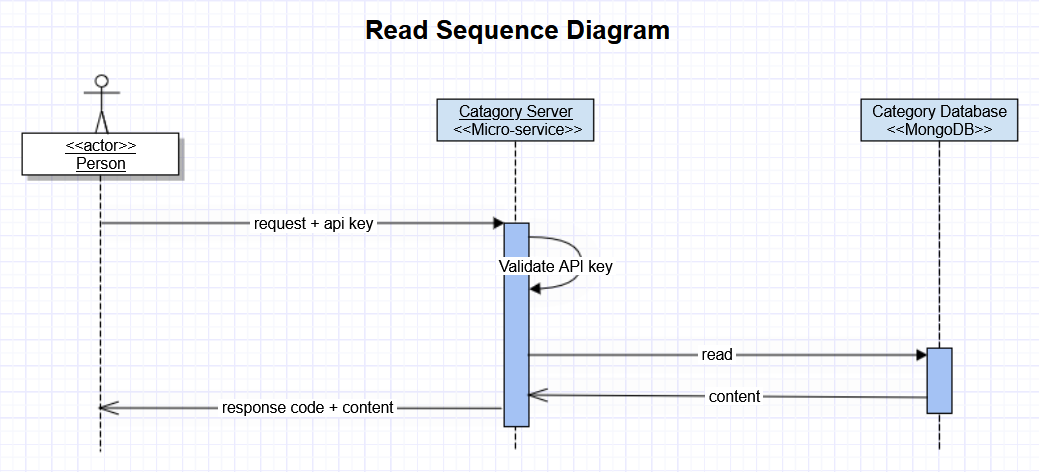 Read Sequence Diagram
<<actor>>
Person
Catagory Server
<<Micro-service>>
Category Database
<<MongoDB>>
request + api key
Validate API key
read
content
response code + content